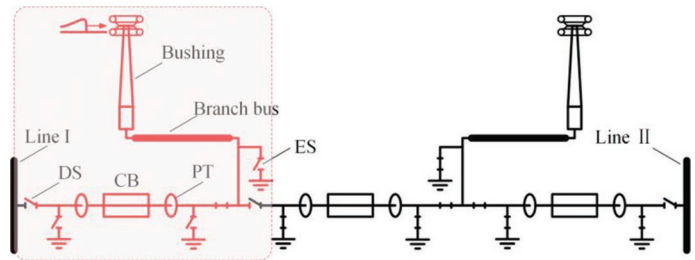 Bushing
Branch bus
Line I
ES
Line II
DS
CB
PT